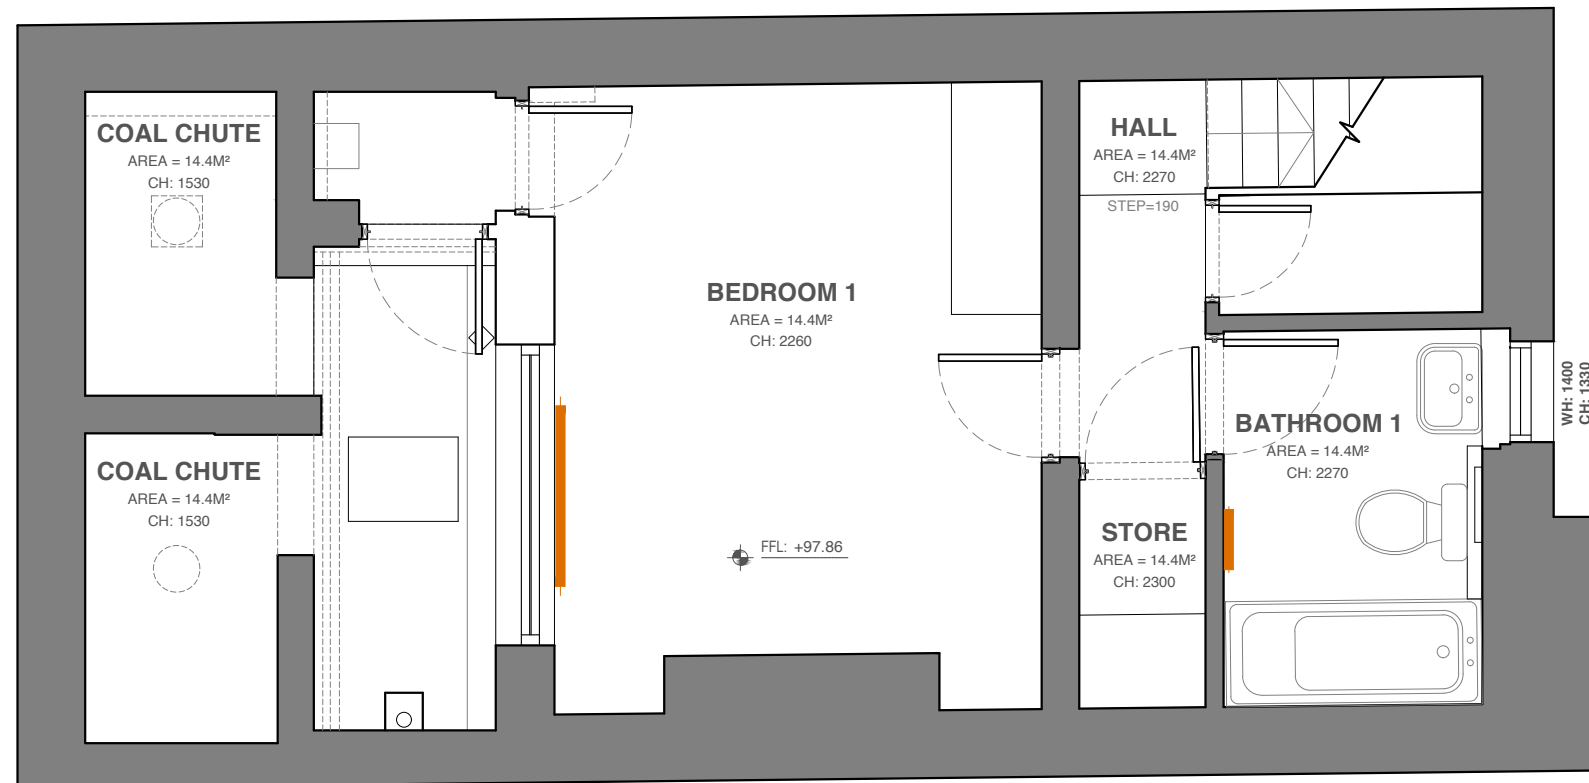 COAL CHUTE
AREA = 14.4M²
CH: 1530
HALL
AREA = 14.4M²
CH: 2270
STEP=190
BEDROOM 1
AREA = 14.4M²
CH: 2260
WH: 1400
CH: 1330
BATHROOM 1
AREA = 14.4M²
CH: 2270
COAL CHUTE
AREA = 14.4M²
CH: 1530
FFL: +97.86
STORE
AREA = 14.4M²
CH: 2300